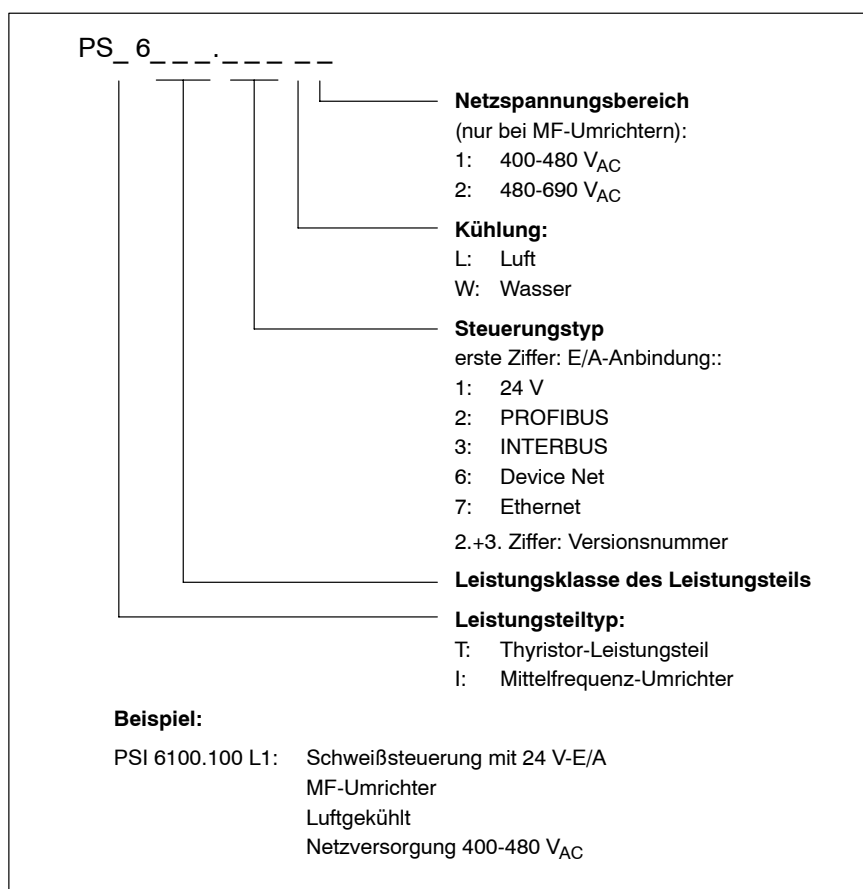 PS_ 6_ _ _ . _ _ _ _ _
Netzspannungsbereich
(nur bei MF-Umrichtern):
1: 400-480 VAC
2: 480-690 VAC
Kühlung:
L: Luft
W: Wasser
Steuerungstyp
erste Ziffer: E/A-Anbindung::
1: 24 V
2: PROFIBUS
3: INTERBUS
6: Device Net
7: Ethernet
2.+3. Ziffer: Versionsnummer
Leistungsklasse des Leistungsteils
Leistungsteiltyp:
T: Thyristor-Leistungsteil
I: Mittelfrequenz-Umrichter
Beispiel:
PSI 6100.100 L1: Schweißsteuerung mit 24 V-E/A
MF-Umrichter
Luftgekühlt
Netzversorgung 400-480 VAC